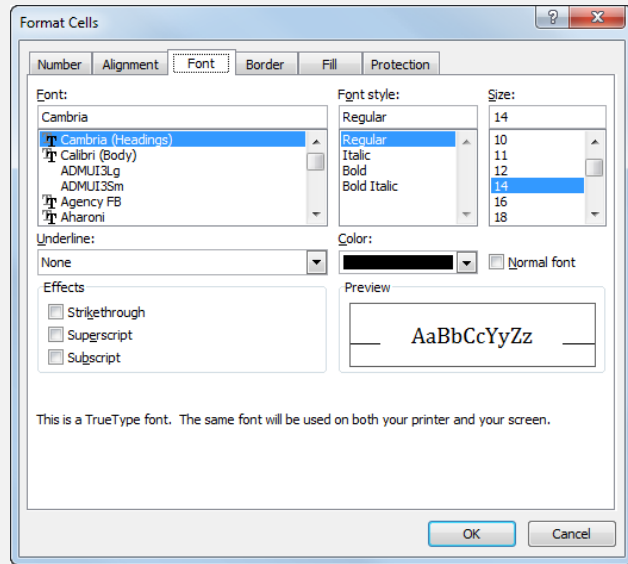 Format Cells
?
Number Alignment Font Border Fill Protection
Font: Font style: Size:
Cambria Regular 14
Cambria (Headings) Regular 10
Calibri (Body) Italic 11
ADMUI3Lg Bold 12
ADMUI3Sm Bold Italic 14
Agency FB 16
Aharoni 18
Underline: Color:
None Normal font
Effects Preview
Strikethrough
Superscript AaBbCcYyZz
Subscript
This is a TrueType font. The same font will be used on both your printer and your screen.
OK Cancel